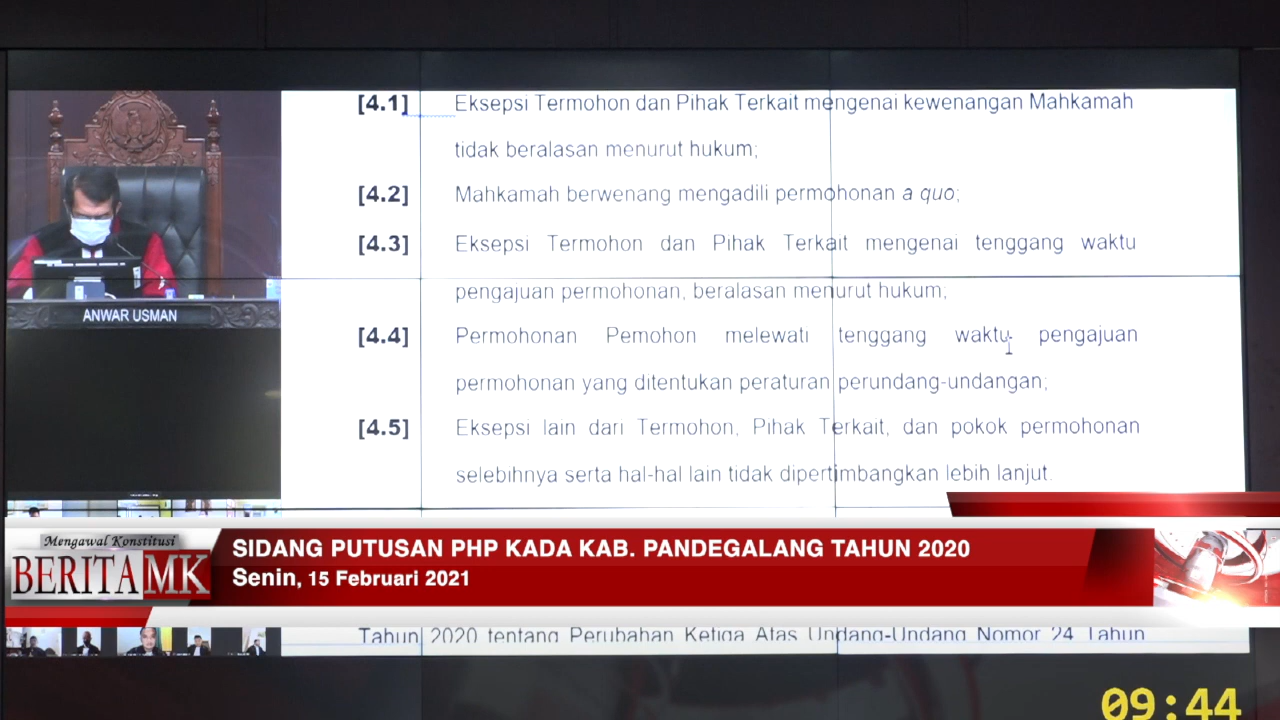 [4.1] Eksepsi Termohon dan Pihak Terkait mengenai kewenangan Mahkamah
tidak beralasan menurut hukum;
[4.2] Mahkamah berwenang mengadili permohonan a quo;
[4.3] Eksepsi Termohon dan Pihak Terkait mengenai tenggang waktu
pengajuan permohonan, beralasan menurut hukum;
[4.4] Permohonan Pemohon melewati tenggang waktu pengajuan
permohonan yang ditentukan peraturan perundang-undangan;
[4.5] Eksepsi lain dari Termohon, Pihak Terkait, dan pokok permohonan
selebihnya serta hal-hal lain tidak dipertimbangkan lebih lanjut.
ANWAR USMAN
Mengawal Konstitusi
BERITA MK
SIDANG PUTUSAN PHP KADA KAB. PANDEGALANG TAHUN 2020
Senin, 15 Februari 2021
Tahun 2020 tentang Perubahan Ketiga Atas Undang-Undang Nomor 24 Tahun
09:44